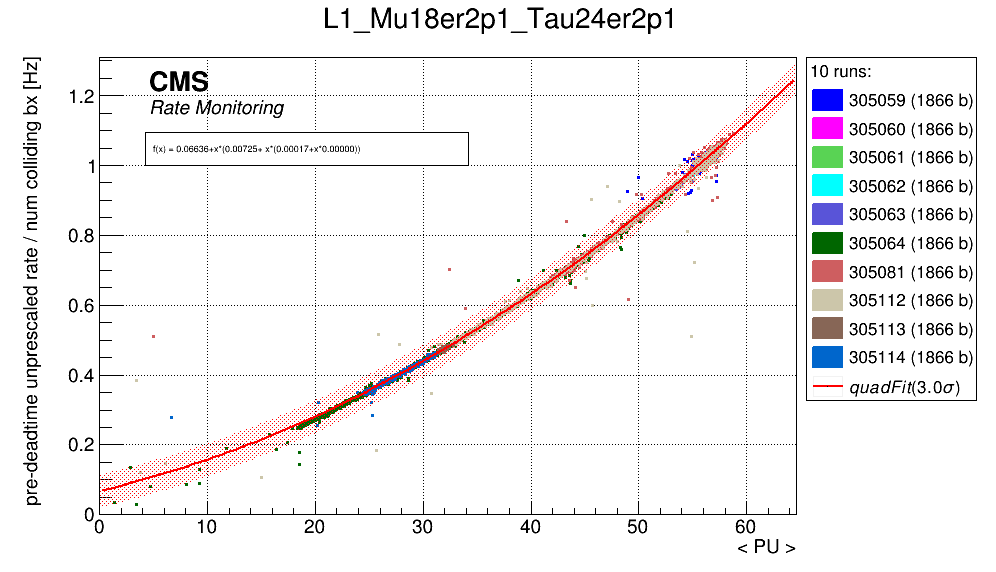 L1_Mu18er2p1_Tau24er2p1
pre-deadtime unprescaled rate / num colliding bx [Hz]
CMS
Rate Monitoring
f(x) = 0.06636+x*(0.00725+ x*(0.00017+x*0.00000))
1.2
1
0.8
0.6
0.4
0.2
0
0 10 20 30 40 50 60
< PU >
10 runs:
305059 (1866 b)
305060 (1866 b)
305061 (1866 b)
305062 (1866 b)
305063 (1866 b)
305064 (1866 b)
305081 (1866 b)
305112 (1866 b)
305113 (1866 b)
305114 (1866 b)
quadFit(3.0σ)